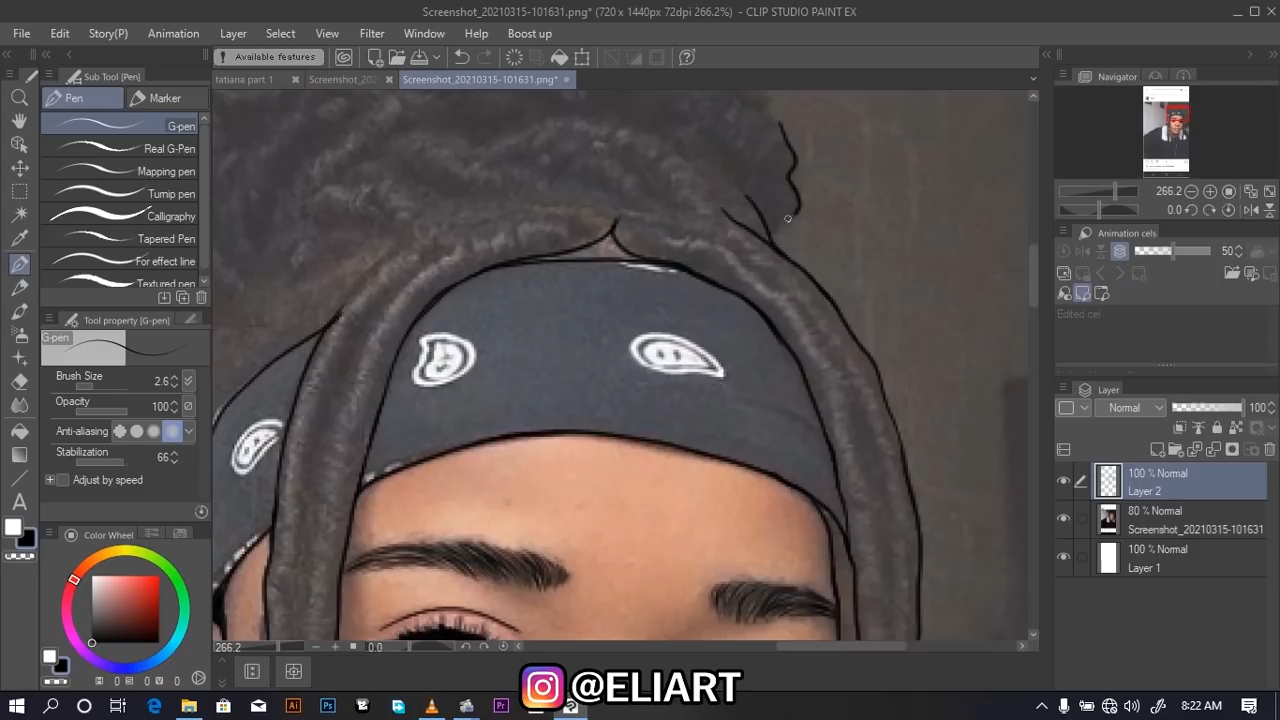 Screenshot_20210315-101631.png* (720 x 1440px 72dpi 266.2%) - CLIP STUDIO PAINT EX
File Edit Story(P) Animation Layer Select View Filter Window Help Boost up
Available features
Sub Tool [Pen]
tatiana part 1 Screenshot_202 Screenshot_20210315-101631.png*
Navigator
Pen Marker
G-pen
Real G-Pen
Mapping pen
Turnip pen
Calligraphy
Tapered Pen
For effect line
Textured pen
266.2
0.0
Animation cels
50
Edited cel
Tool property [G-pen]
G-pen
Brush Size 2.6
Opacity 100
Anti-aliasing
Stabilization 66
Adjust by speed
Layer
Normal 100
100 % Normal
Layer 2
80 % Normal
Screenshot_20210315-101631
100 % Normal
Layer 1
Color Wheel
H 0 S 0 V 0
266.2 0.0
@ELIART
8:22 AM